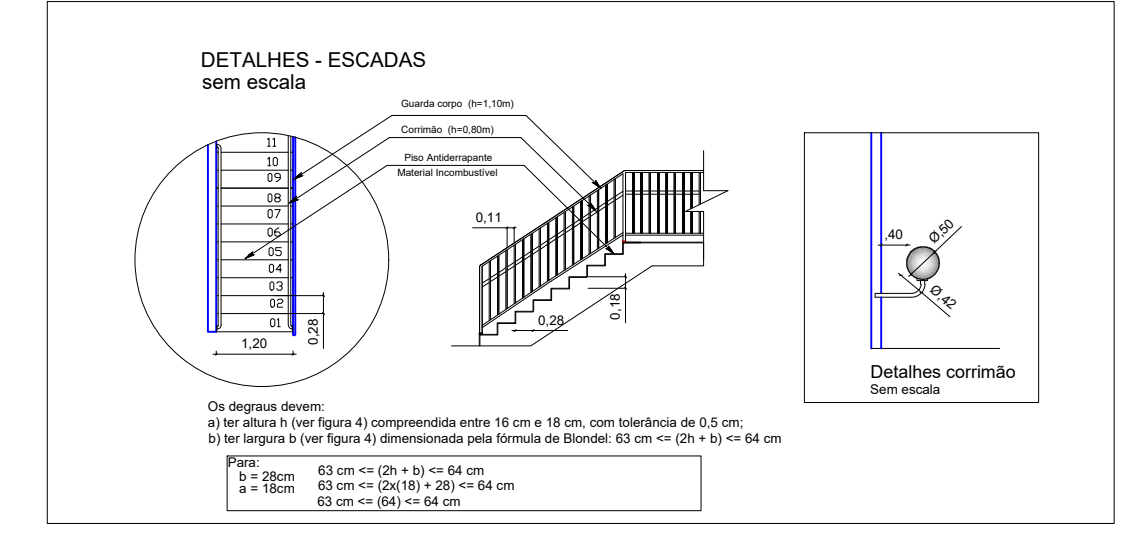 DETALHES - ESCADAS
sem escala
Guarda corpo (h=1,10m)
Corrimão (h=0,80m)
Piso Antiderrapante
Material Incombustível
11
10
09
08
07
06
05
04
03
02
01
1,20
0,28
0,11
0,28
0,18
,40
Ø,50
Ø,42
Detalhes corrimão
Sem escala
Os degraus devem:
a) ter altura h (ver figura 4) compreendida entre 16 cm e 18 cm, com tolerância de 0,5 cm;
b) ter largura b (ver figura 4) dimensionada pela fórmula de Blondel: 63 cm <= (2h + b) <= 64 cm
Para:
b = 28cm
a = 18cm
63 cm <= (2h + b) <= 64 cm
63 cm <= (2x(18) + 28) <= 64 cm
63 cm <= (64) <= 64 cm